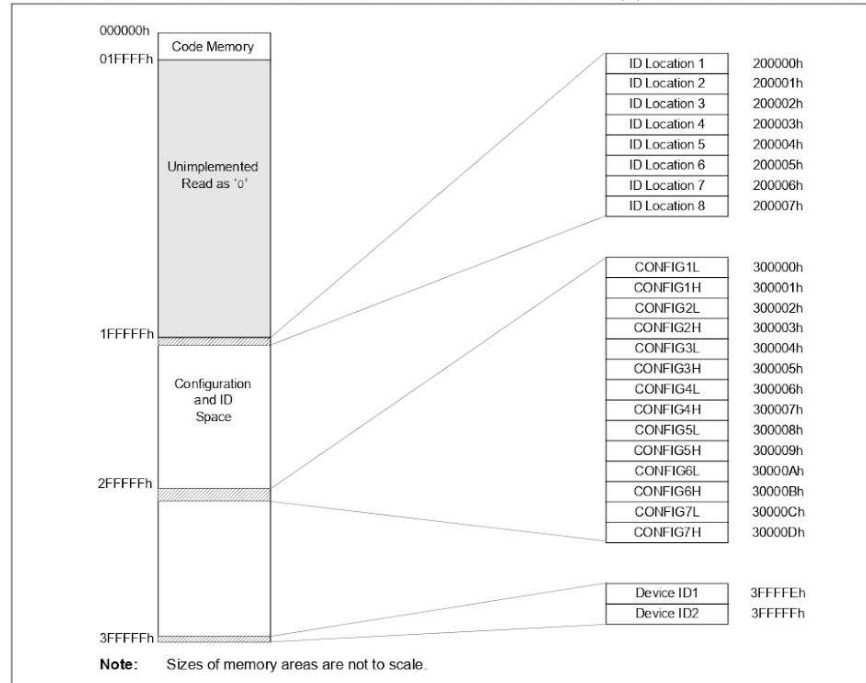 000000h
Code Memory
01FFFFh
Unimplemented
Read as '0'
1FFFFFh
Configuration
and ID
Space
2FFFFFh
3FFFFFh
ID Location 1 200000h
ID Location 2 200001h
ID Location 3 200002h
ID Location 4 200003h
ID Location 5 200004h
ID Location 6 200005h
ID Location 7 200006h
ID Location 8 200007h
CONFIG1L 300000h
CONFIG1H 300001h
CONFIG2L 300002h
CONFIG2H 300003h
CONFIG3L 300004h
CONFIG3H 300005h
CONFIG4L 300006h
CONFIG4H 300007h
CONFIG5L 300008h
CONFIG5H 300009h
CONFIG6L 30000Ah
CONFIG6H 30000Bh
CONFIG7L 30000Ch
CONFIG7H 30000Dh
Device ID1 3FFFFEh
Device ID2 3FFFFFh
Note: Sizes of memory areas are not to scale.